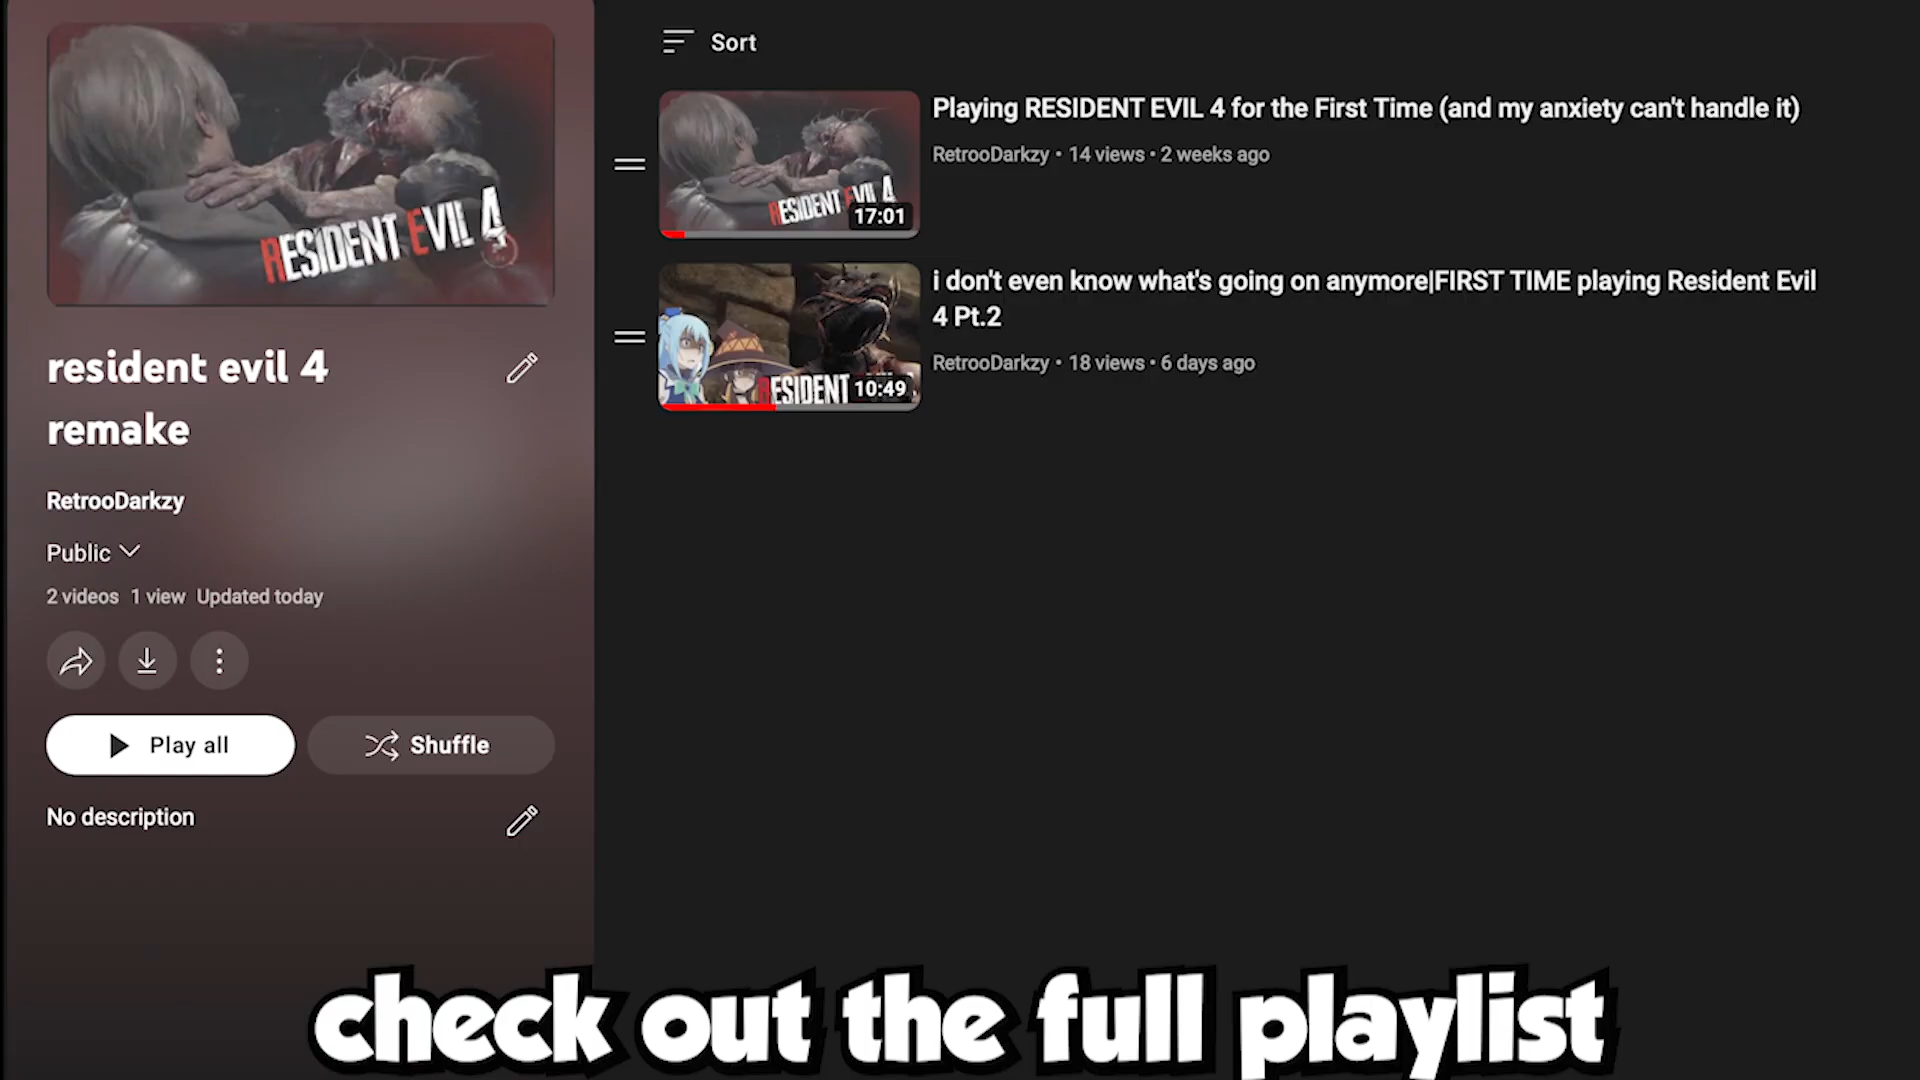 RESIDENT EVIL 4
resident evil 4
remake
RetrooDarkzy
Public
2 videos 1 view Updated today
Play all
Shuffle
No description
Sort
RESIDENT EVIL 4
17:01
Playing RESIDENT EVIL 4 for the First Time (and my anxiety can't handle it)
RetrooDarkzy • 14 views • 2 weeks ago
RESIDENT
10:49
i don't even know what's going on anymore|FIRST TIME playing Resident Evil
4 Pt.2
RetrooDarkzy • 18 views • 6 days ago
check out the full playlist